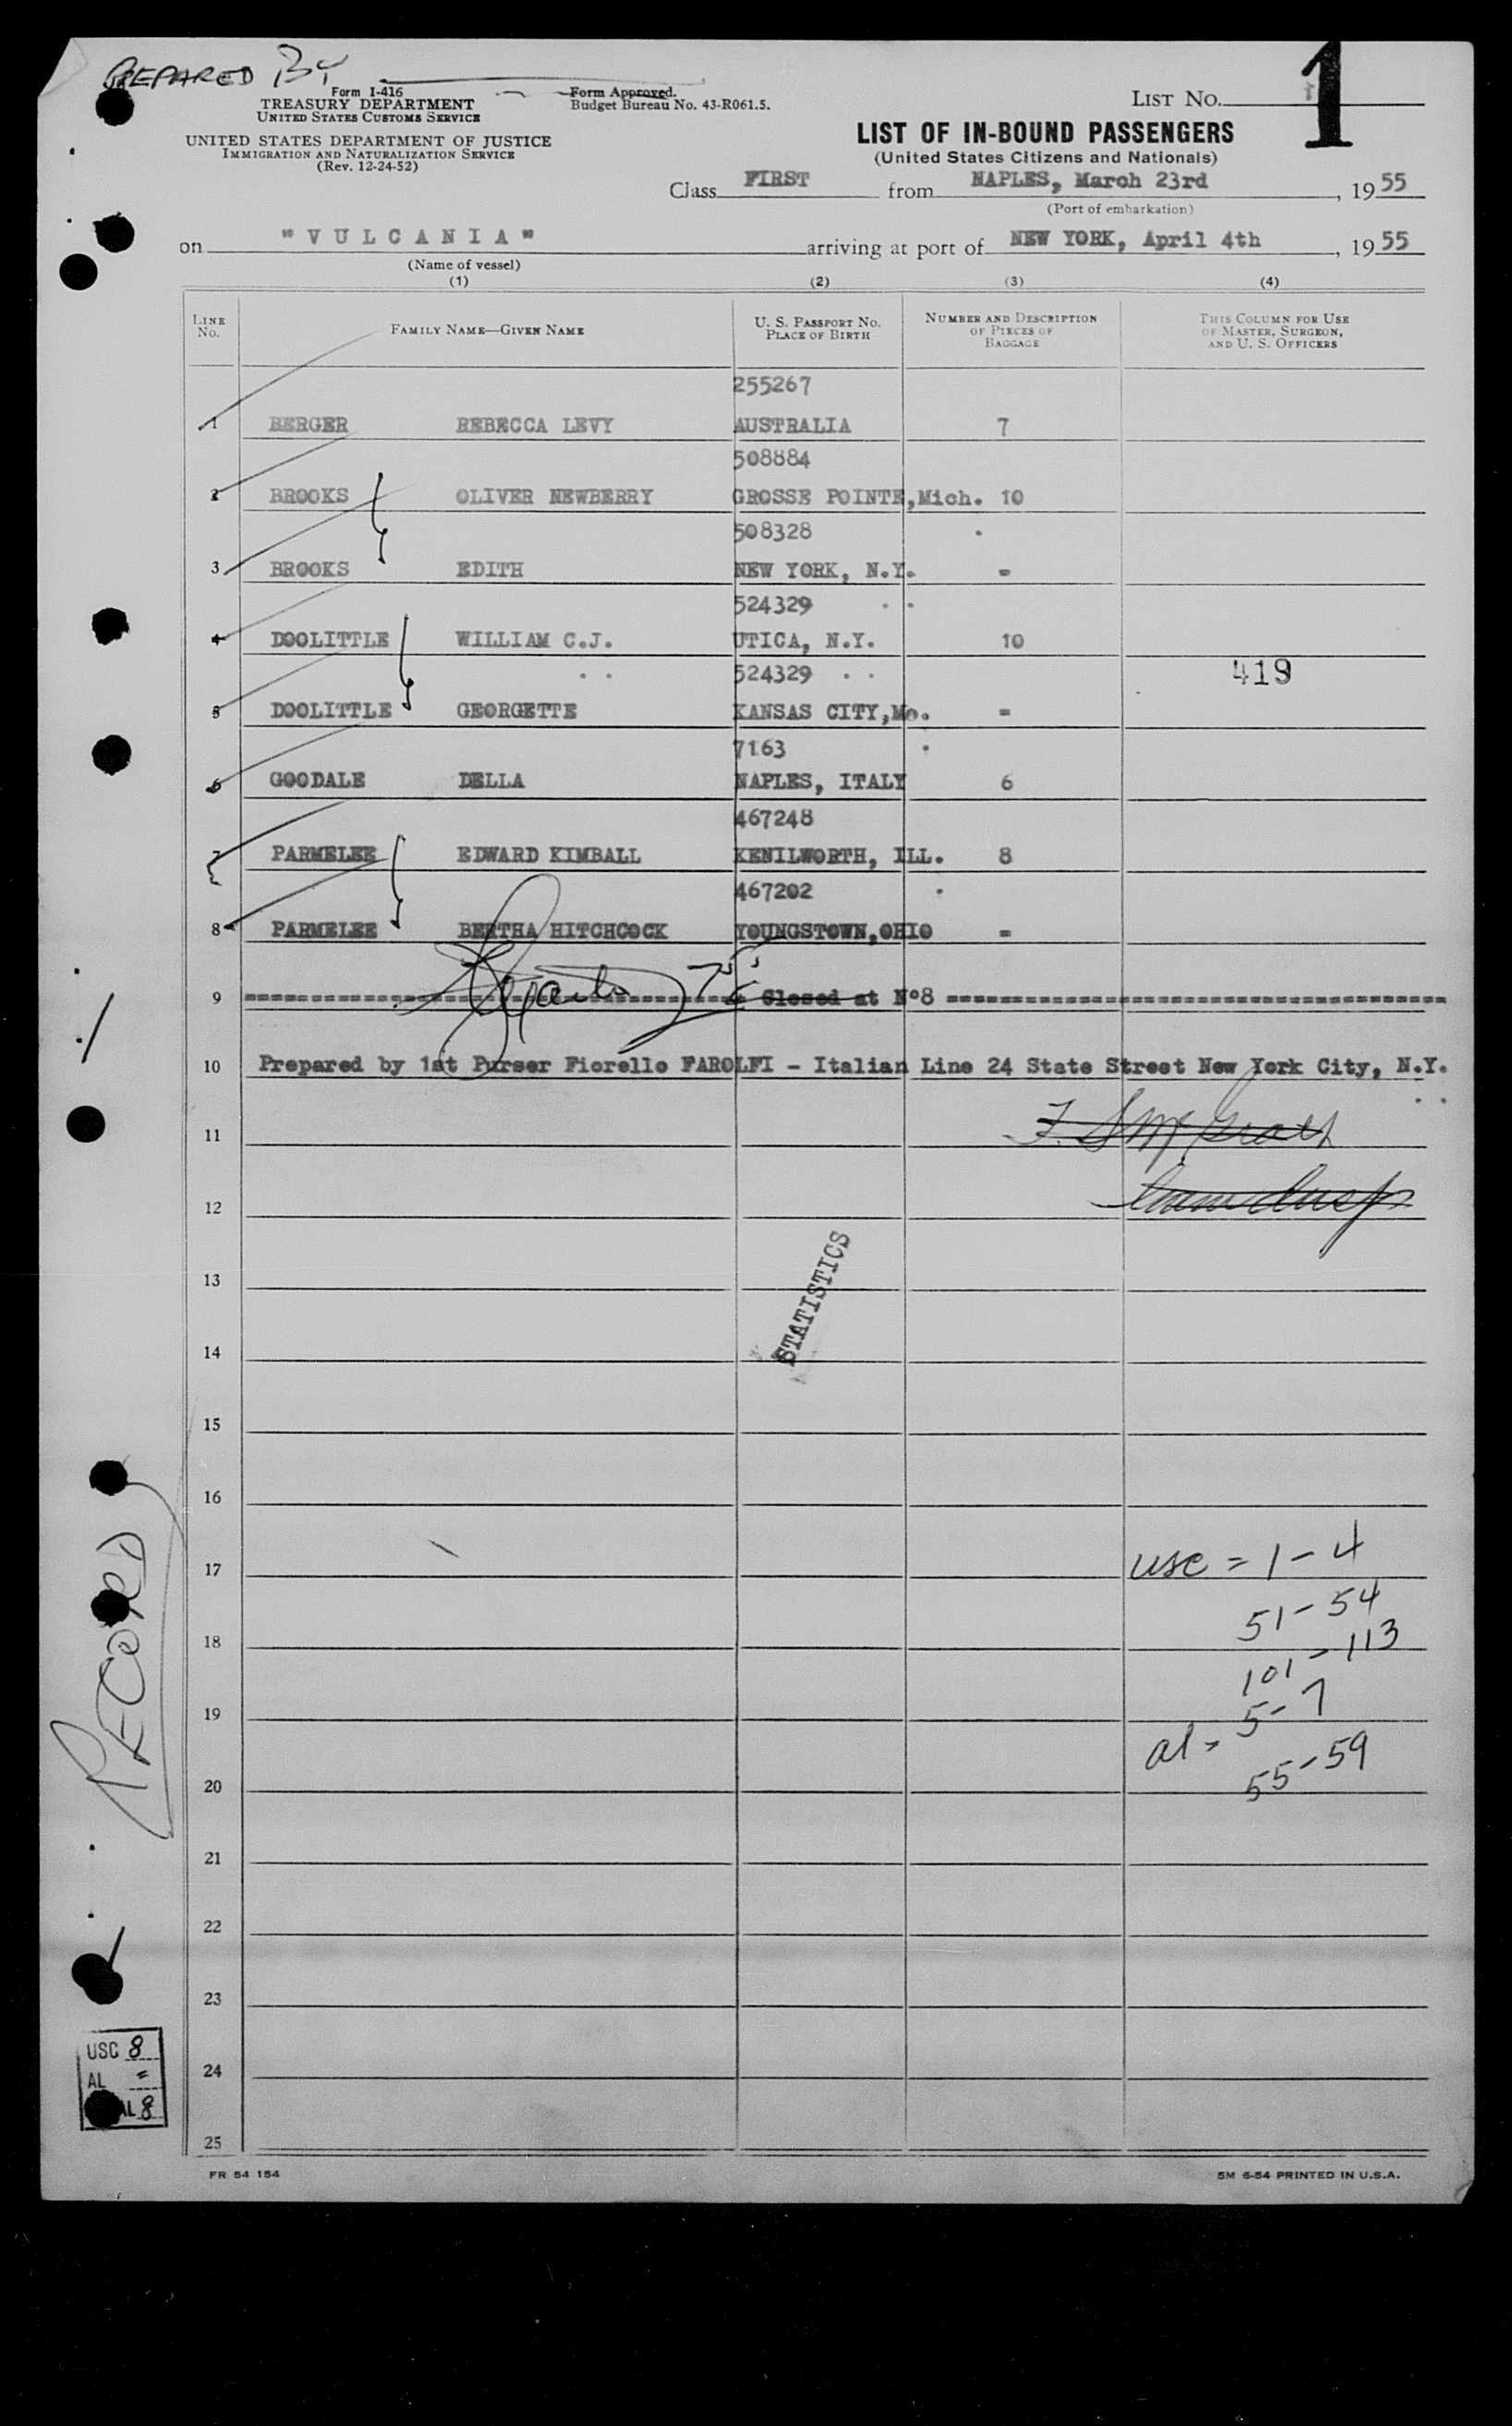 PREPARED BY
Form I-416
TREASURY DEPARTMENT
UNITED STATES CUSTOMS SERVICE
Form Approved.
Budget Bureau No. 43-R061.5.
LIST NO.
1
UNITED STATES DEPARTMENT OF JUSTICE
IMMIGRATION AND NATURALIZATION SERVICE
(Rev. 12-24-52)
LIST OF IN-BOUND PASSENGERS
(United States Citizens and Nationals)
Class FIRST from NAPLES, March 23rd, 1955
(Port of embarkation)
on "VULCANIA" arriving at port of NEW YORK, April 4th, 1955
(Name of vessel)
(1) (2) (3) (4)
LINE No. FAMILY NAME—GIVEN NAME U. S. PASSPORT NO. PLACE OF BIRTH NUMBER AND DESCRIPTION OF PIECES OF BAGGAGE THIS COLUMN FOR USE OF MASTER, SURGEON, AND U. S. OFFICERS
255267
1 BERGER REBECCA LEVY AUSTRALIA 7
508884
2 BROOKS OLIVER NEWBERRY GROSSE POINTE,Mich. 10
508328
3 BROOKS EDITH NEW YORK, N.Y. =
524329
4 DOOLITTLE WILLIAM C.J. UTICA, N.Y. 10
524329 419
5 DOOLITTLE GEORGETTE KANSAS CITY,Mo. =
7163
6 GOODALE DELLA NAPLES, ITALY 6
467248
7 PARMELEE EDWARD KIMBALL KENILWORTH, ILL. 8
467202
8 PARMELEE BERTHA HITCHCOCK YOUNGSTOWN,OHIO =
9 Closed at N°8
10 Prepared by 1st Purser Fiorello FAROLFI - Italian Line 24 State Street New York City, N.Y.
11
12
STATISTICS
13
14
15
16
17 USC = 1-4
51-54
18
101-113
19 5-7
al =
20 55-59
21
22
23
24
25
RECORD
USC 8
AL =
AL 8
FR 54 154
5M 6-54 PRINTED IN U.S.A.